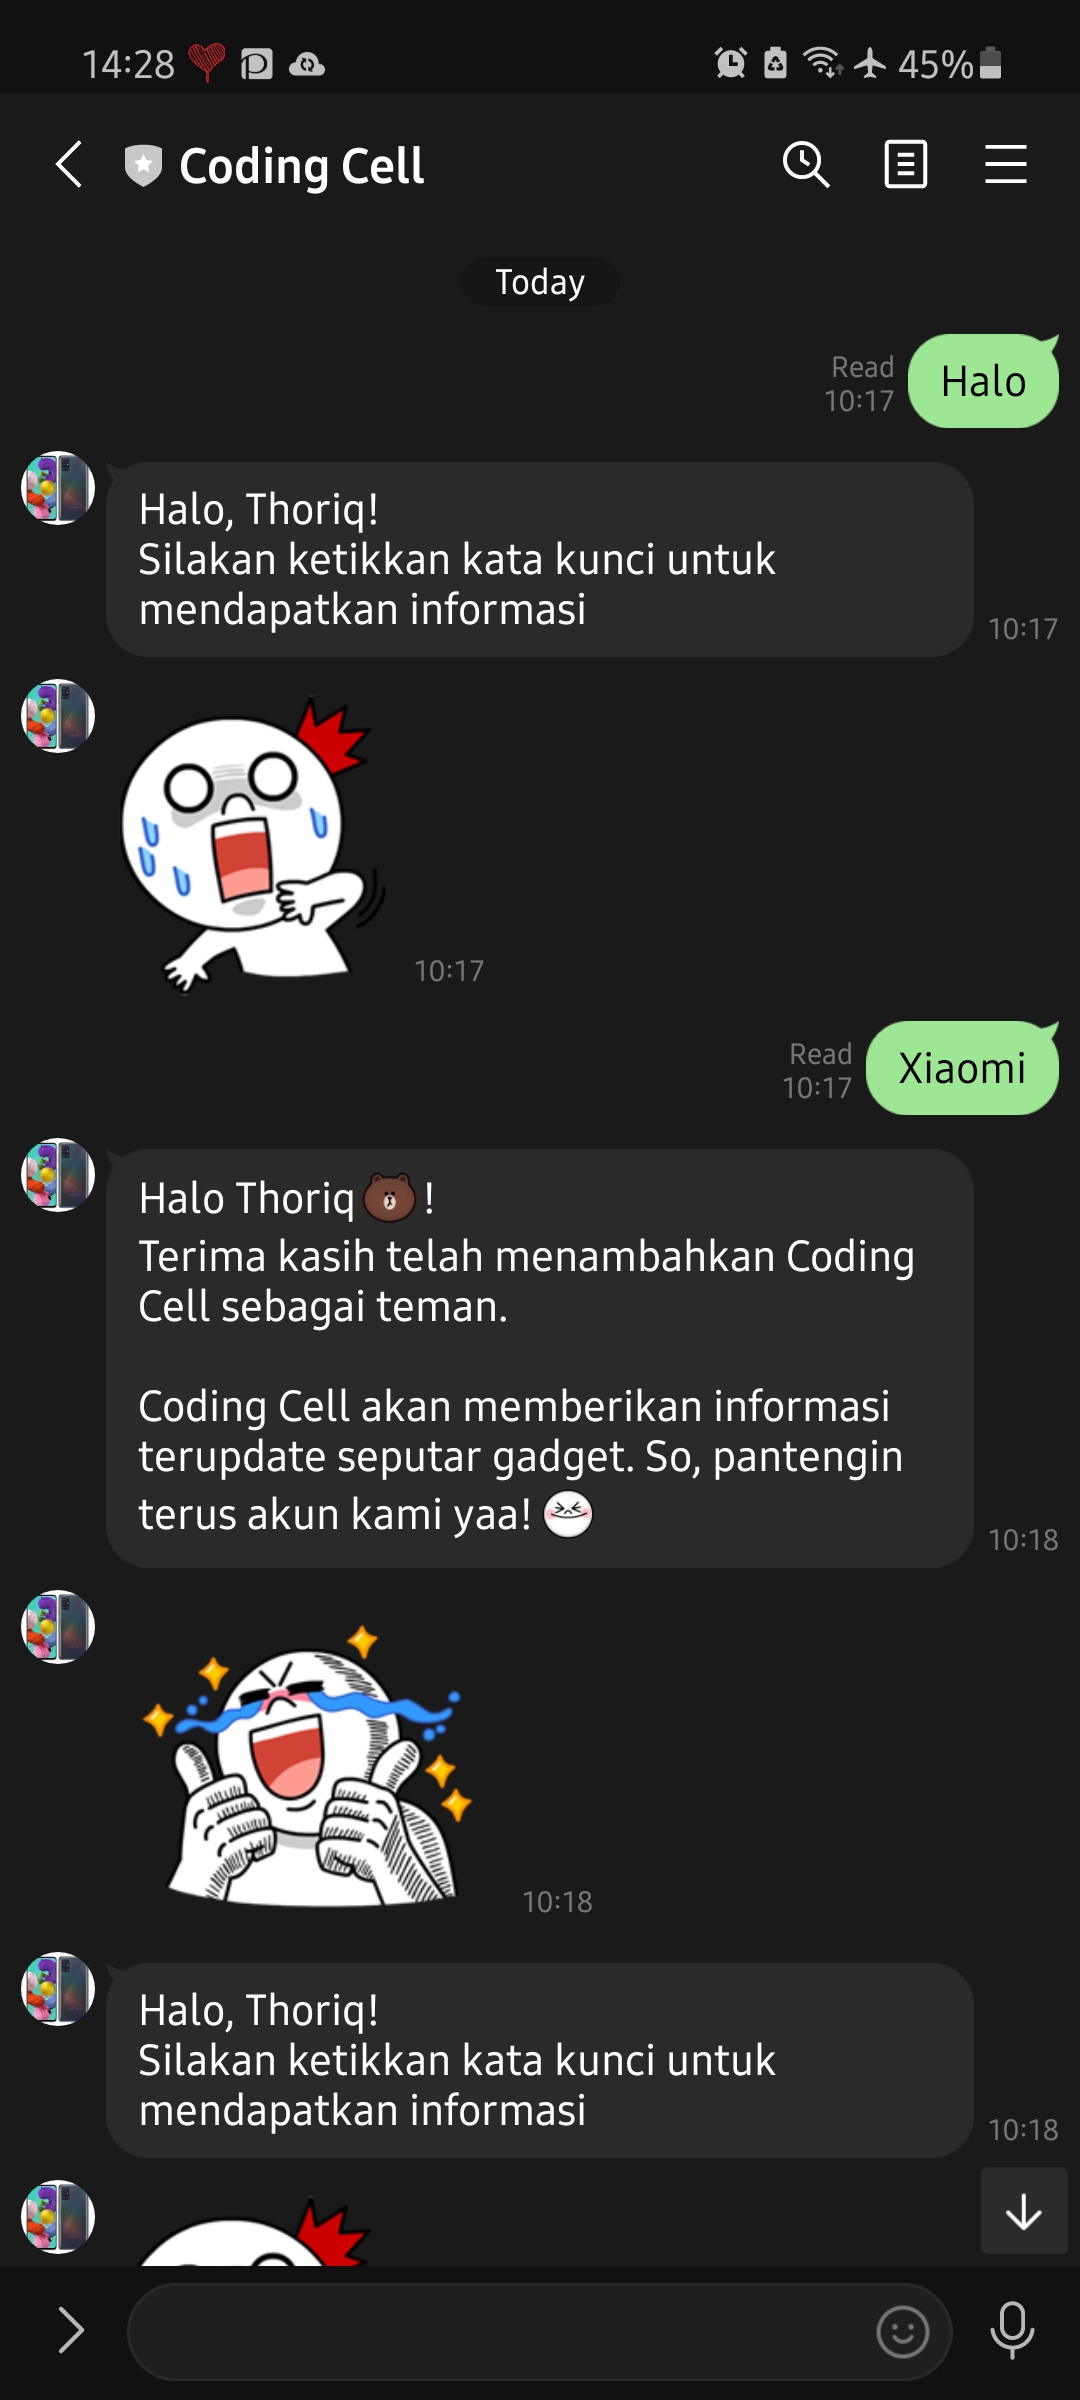 14:28
45%
Coding Cell
Today
Read
10:17
Halo
Halo, Thoriq!
Silakan ketikkan kata kunci untuk
mendapatkan informasi
10:17
10:17
Read
10:17
Xiaomi
Halo Thoriq !
Terima kasih telah menambahkan Coding
Cell sebagai teman.
Coding Cell akan memberikan informasi
terupdate seputar gadget. So, pantengin
terus akun kami yaa!
10:18
10:18
Halo, Thoriq!
Silakan ketikkan kata kunci untuk
mendapatkan informasi
10:18